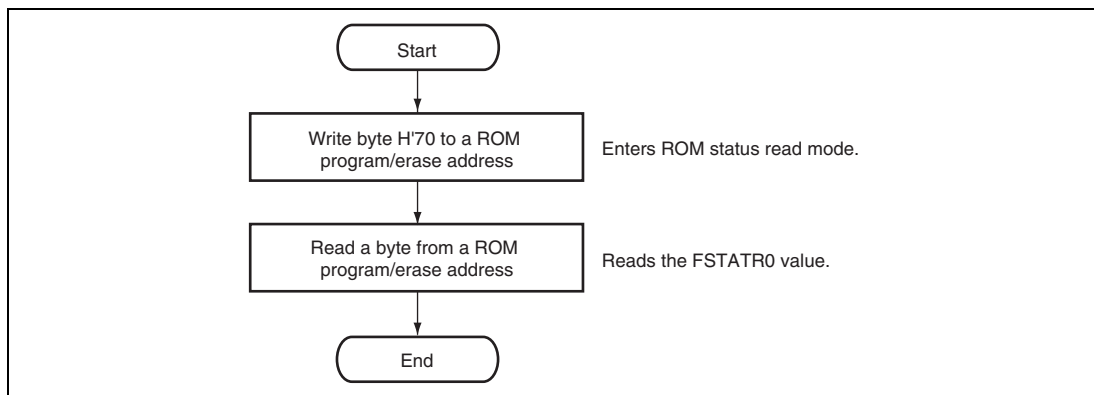 Start
Write byte H'70 to a ROM
program/erase address
Enters ROM status read mode.
Read a byte from a ROM
program/erase address
Reads the FSTATR0 value.
End